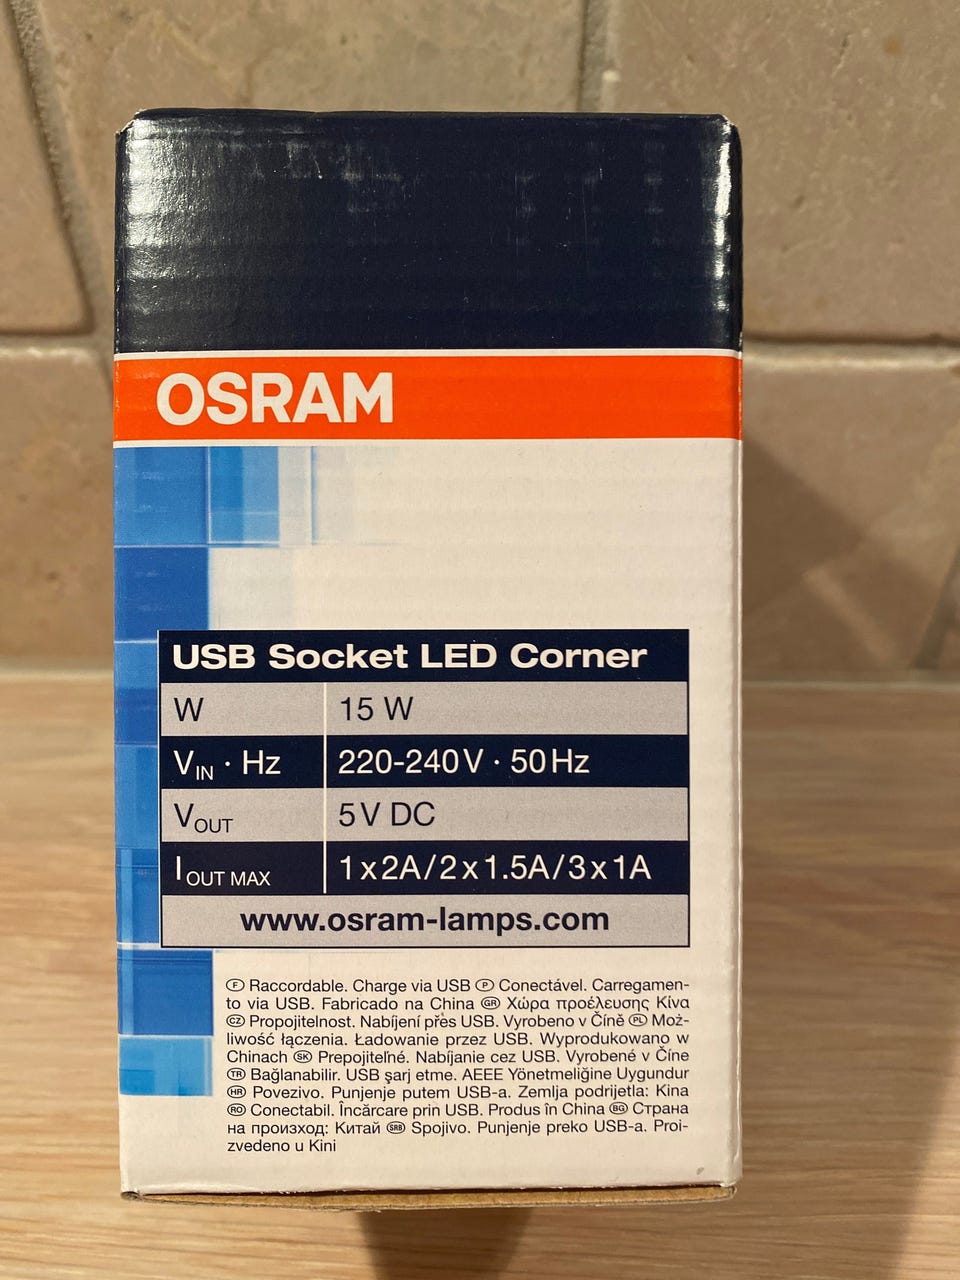 OSRAM
USB Socket LED Corner
W 15 W
VIN · Hz 220-240V · 50Hz
VOUT 5V DC
IOUT MAX 1x2A/2x1.5A/3x1A
www.osram-lamps.com
(F) Raccordable. Charge via USB (P) Conectável. Carregamen-
to via USB. Fabricado na China (GR) Χώρα προέλευσης Κίνα
(CZ) Propojitelnost. Nabíjení přes USB. Vyrobeno v Číně (PL) Moż-
liwość łączenia. Ładowanie przez USB. Wyprodukowano w
Chinach (SK) Prepojiteľné. Nabíjanie cez USB. Vyrobené v Číne
(TR) Bağlanabilir. USB şarj etme. AEEE Yönetmeliğine Uygundur
(HR) Povezivo. Punjenje putem USB-a. Zemlja podrijetla: Kina
(RO) Conectabil. Încărcare prin USB. Produs în China (BG) Страна
на произход: Китай (SRB) Spojivo. Punjenje preko USB-a. Proi-
zvedeno u Kini